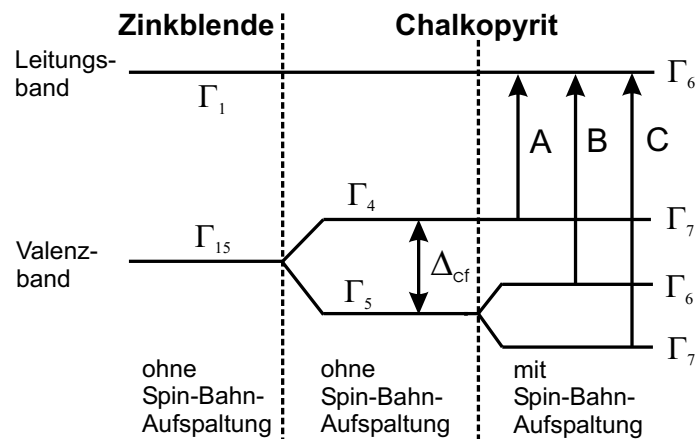 Zinkblende
Chalkopyrit
Leitungs-
band
Γ₁
Γ₆
A
B
C
Γ₄
Γ₇
Valenz-
band
Γ₁₅
Δcf
Γ₅
Γ₆
Γ₇
ohne
Spin-Bahn-
Aufspaltung
ohne
Spin-Bahn-
Aufspaltung
mit
Spin-Bahn-
Aufspaltung